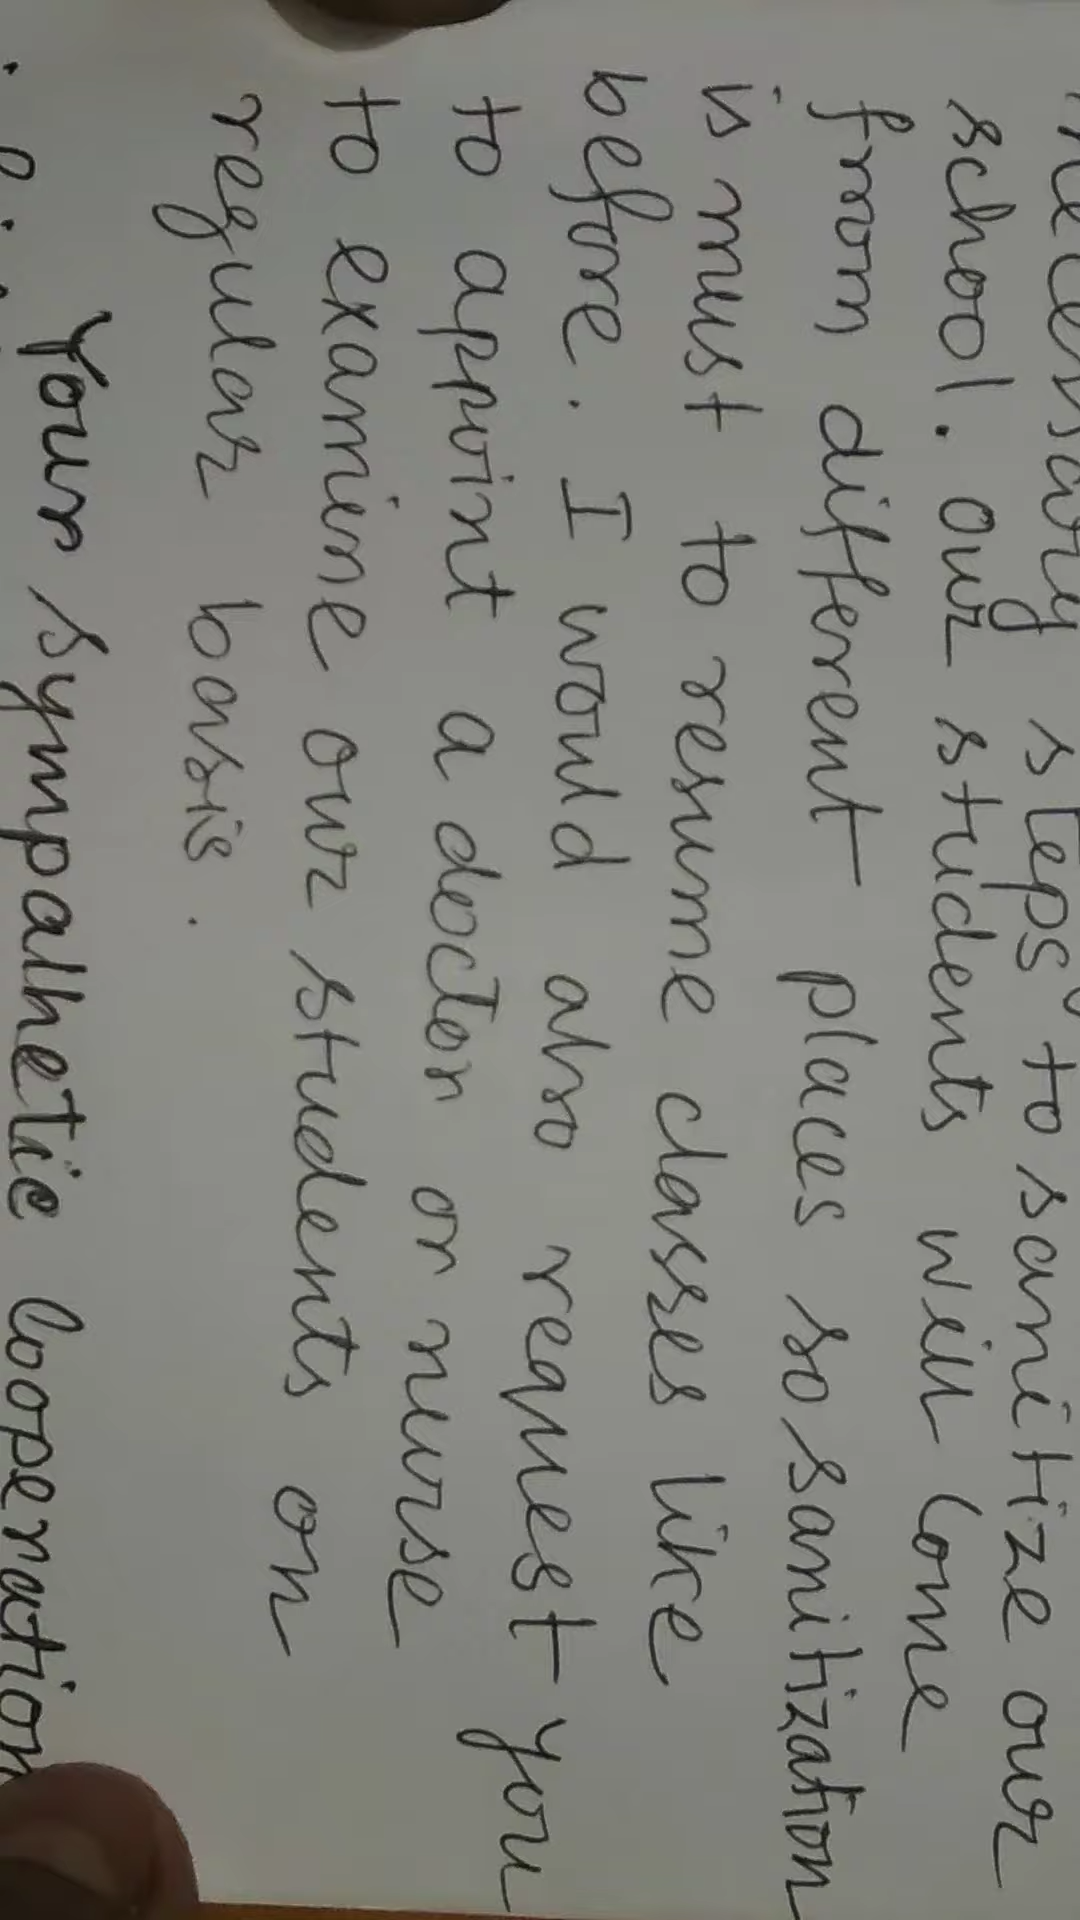 necessary steps to sanitize our
school. our students will come
from different places so sanitization
is must to resume classes like
before. I would also request you
to appoint a doctor or nurse
to examine our students on
regular basis.
Your sympathetic cooperation